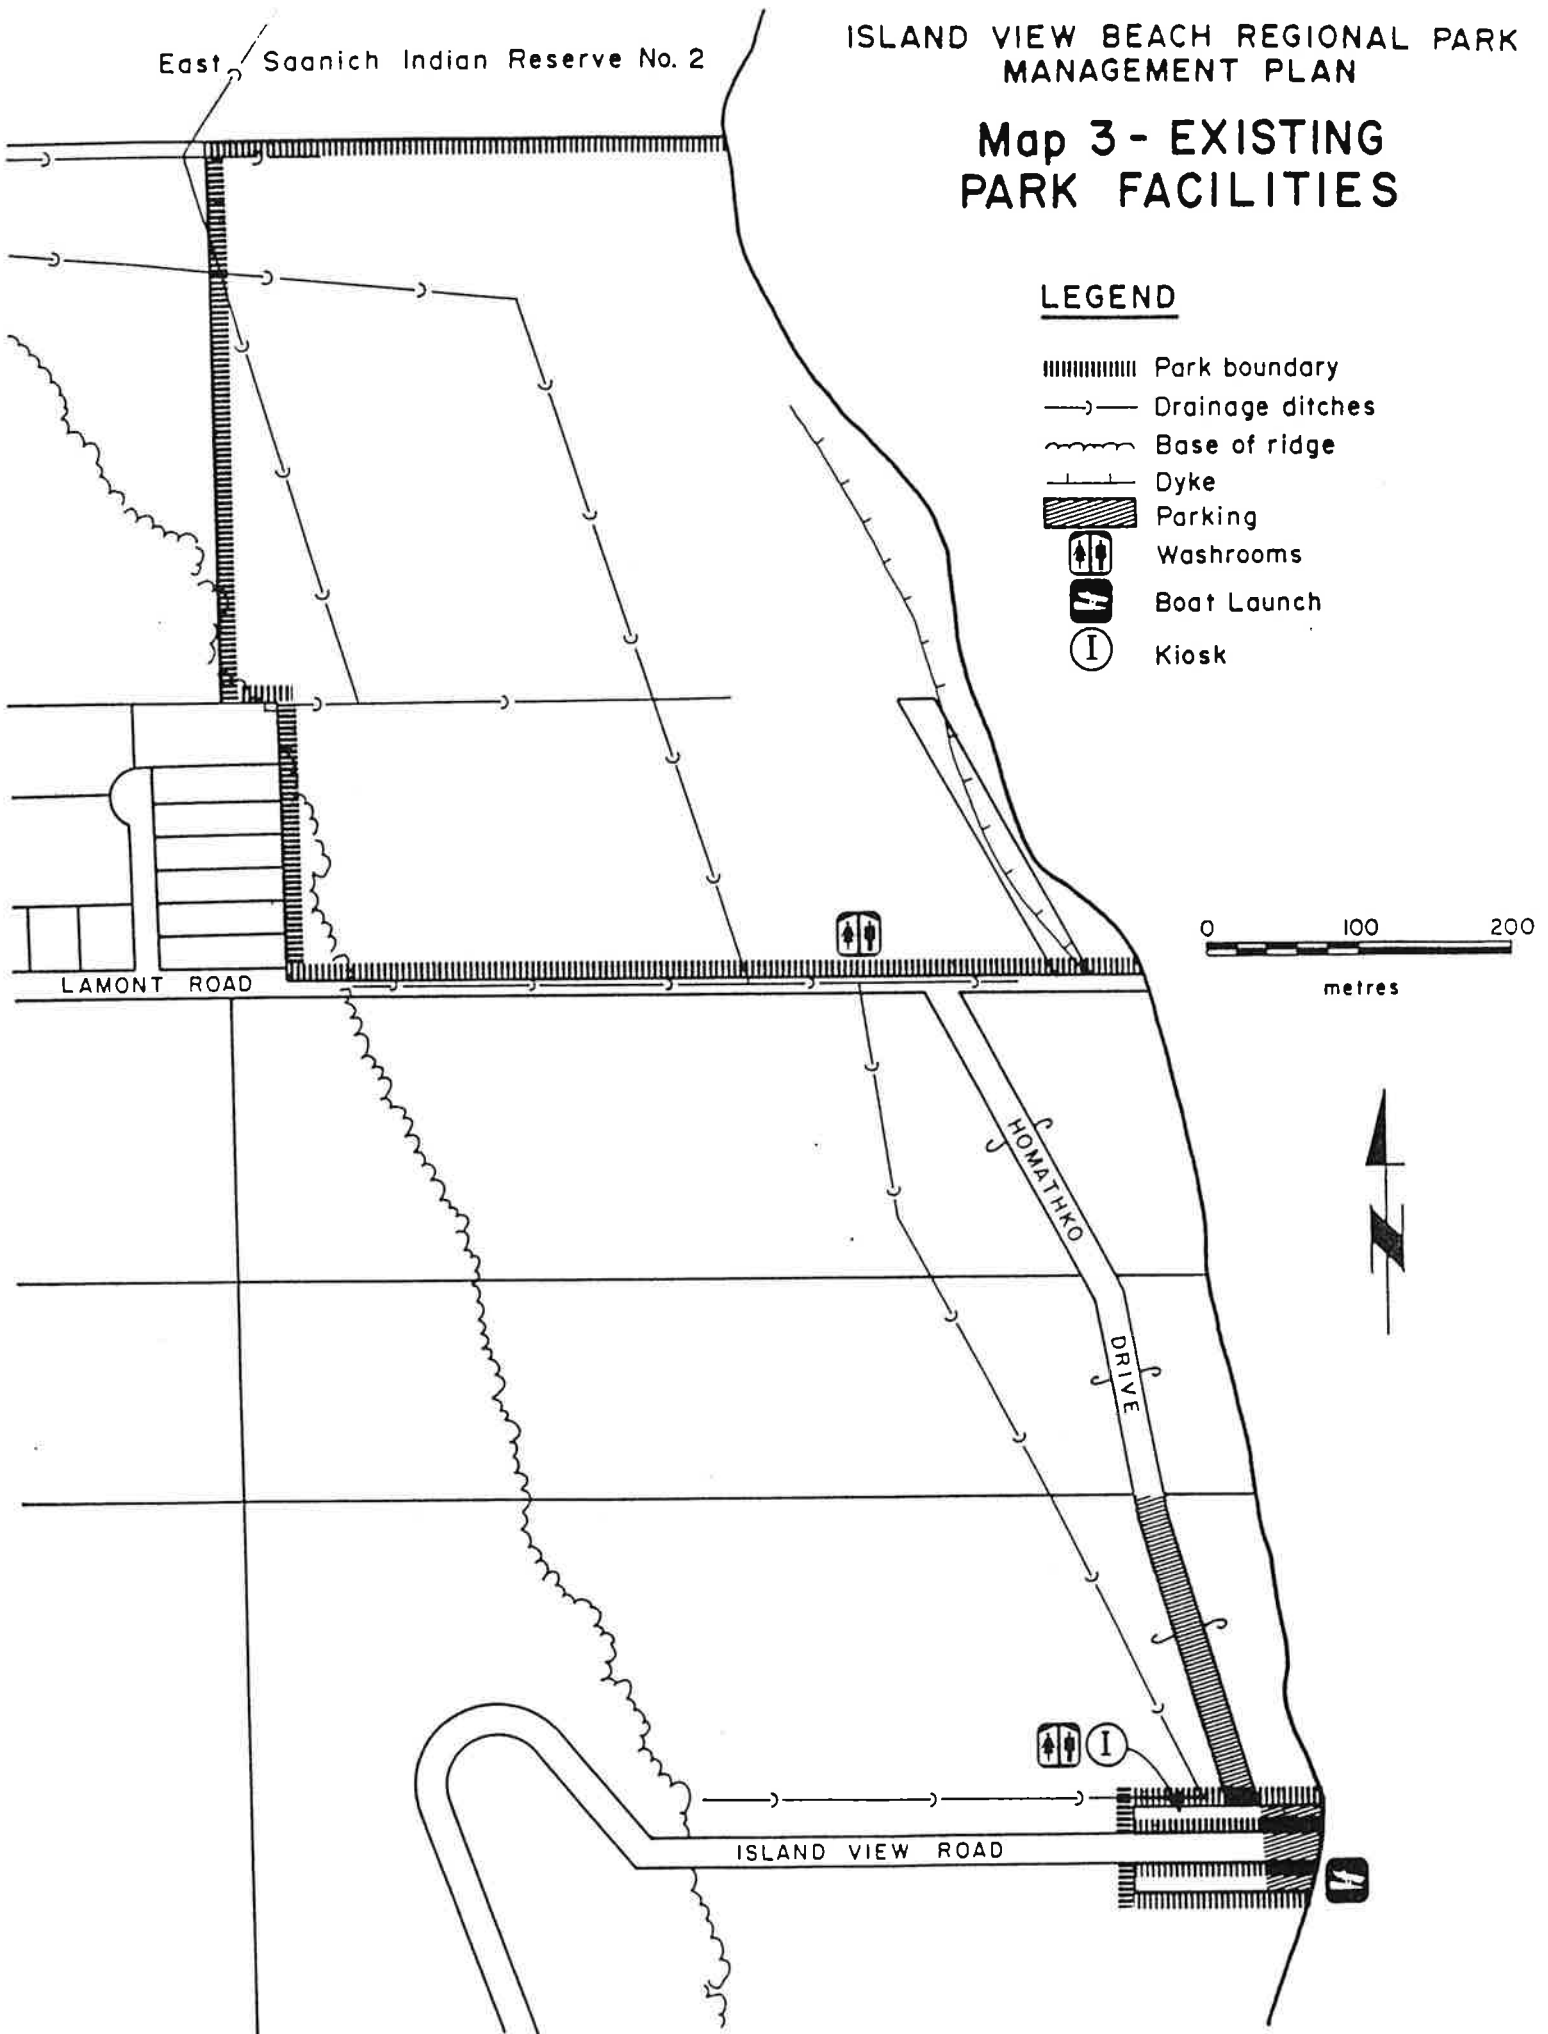 ISLAND VIEW BEACH REGIONAL PARK
MANAGEMENT PLAN
Map 3 - EXISTING
PARK FACILITIES
East Saanich Indian Reserve No. 2
LEGEND
Park boundary
Drainage ditches
Base of ridge
Dyke
Parking
Washrooms
Boat Launch
I Kiosk
0 100 200
metres
LAMONT ROAD
N
HOMATHKO
DRIVE
I
ISLAND VIEW ROAD